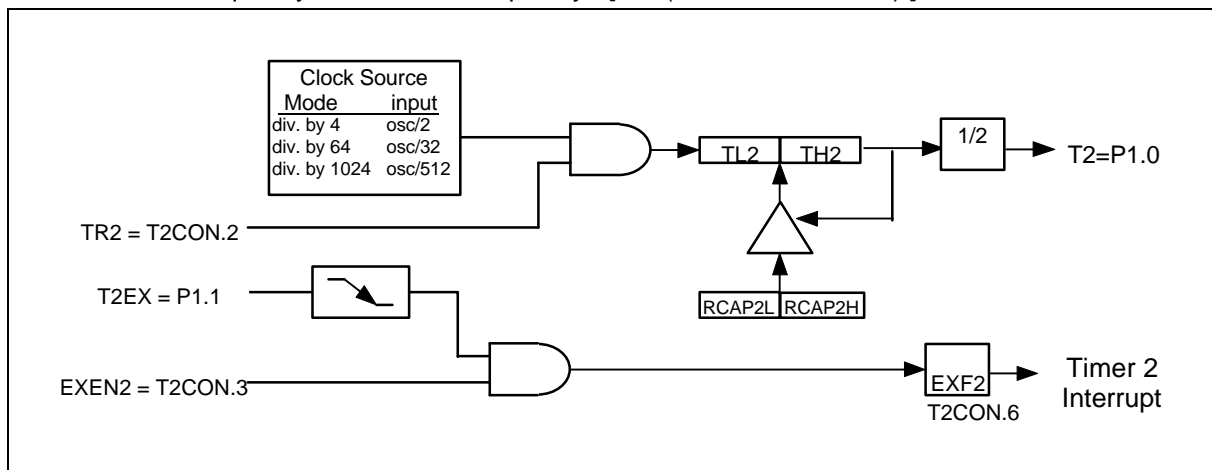 Clock Source
Mode input
div. by 4 osc/2
div. by 64 osc/32
div. by 1024 osc/512
TL2 TH2
1/2
T2=P1.0
TR2 = T2CON.2
T2EX = P1.1
RCAP2L RCAP2H
EXEN2 = T2CON.3
EXF2
T2CON.6
Timer 2
Interrupt